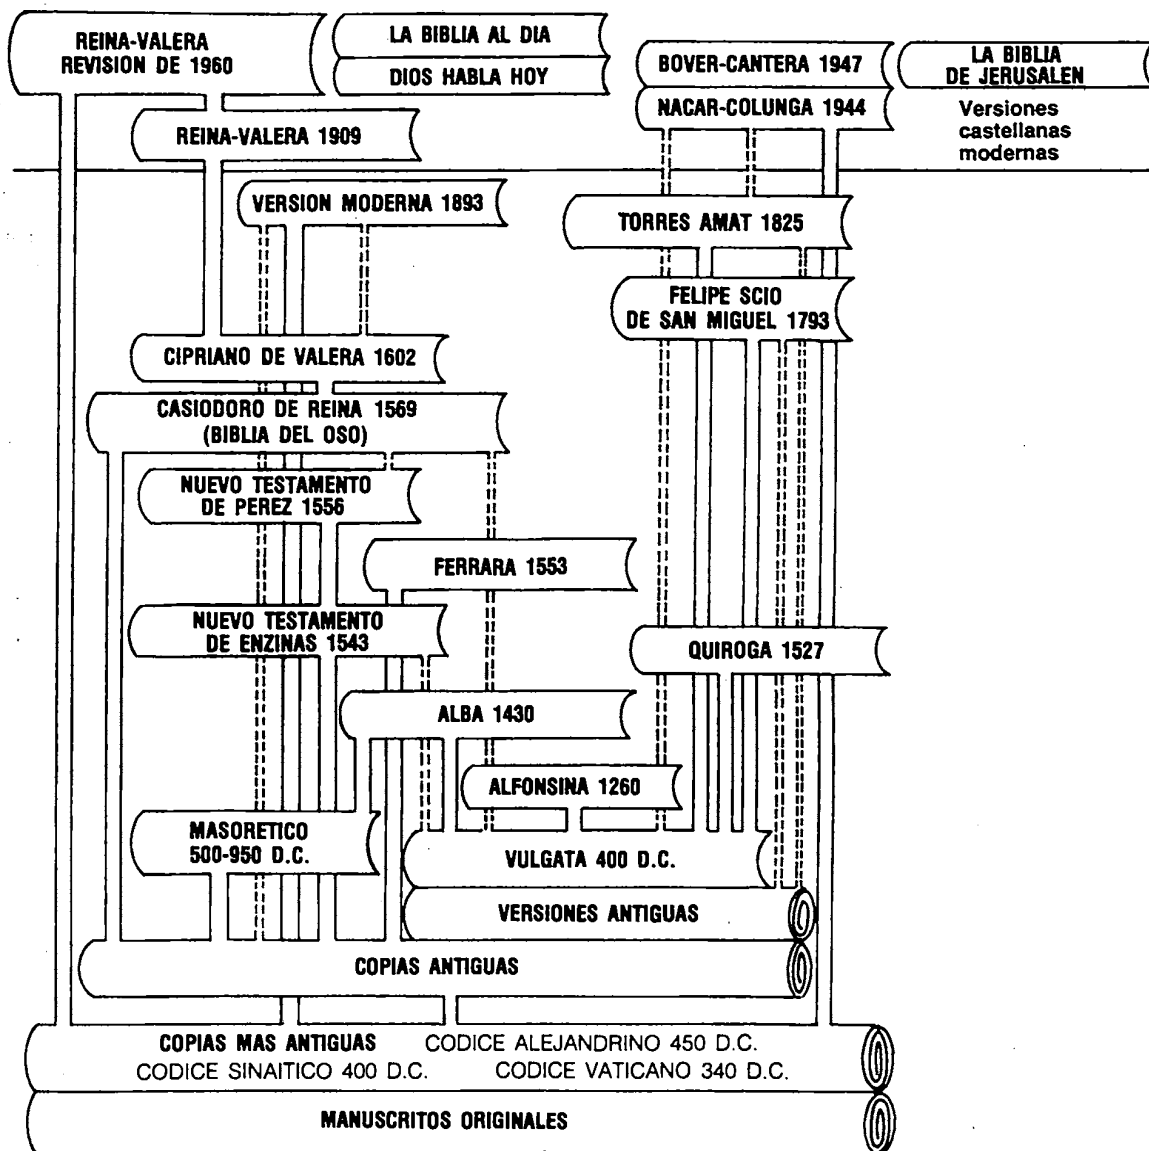 REINA-VALERA
REVISION DE 1960
LA BIBLIA AL DIA
DIOS HABLA HOY
BOVER-CANTERA 1947
NACAR-COLUNGA 1944
LA BIBLIA
DE JERUSALEN
Versiones
castellanas
modernas
REINA-VALERA 1909
VERSION MODERNA 1893
TORRES AMAT 1825
FELIPE SCIO
DE SAN MIGUEL 1793
CIPRIANO DE VALERA 1602
CASIODORO DE REINA 1569
(BIBLIA DEL OSO)
NUEVO TESTAMENTO
DE PEREZ 1556
FERRARA 1553
NUEVO TESTAMENTO
DE ENZINAS 1543
QUIROGA 1527
ALBA 1430
ALFONSINA 1260
MASORETICO
500-950 D.C.
VULGATA 400 D.C.
VERSIONES ANTIGUAS
COPIAS ANTIGUAS
COPIAS MAS ANTIGUAS CODICE ALEJANDRINO 450 D.C.
CODICE SINAITICO 400 D.C. CODICE VATICANO 340 D.C.
MANUSCRITOS ORIGINALES